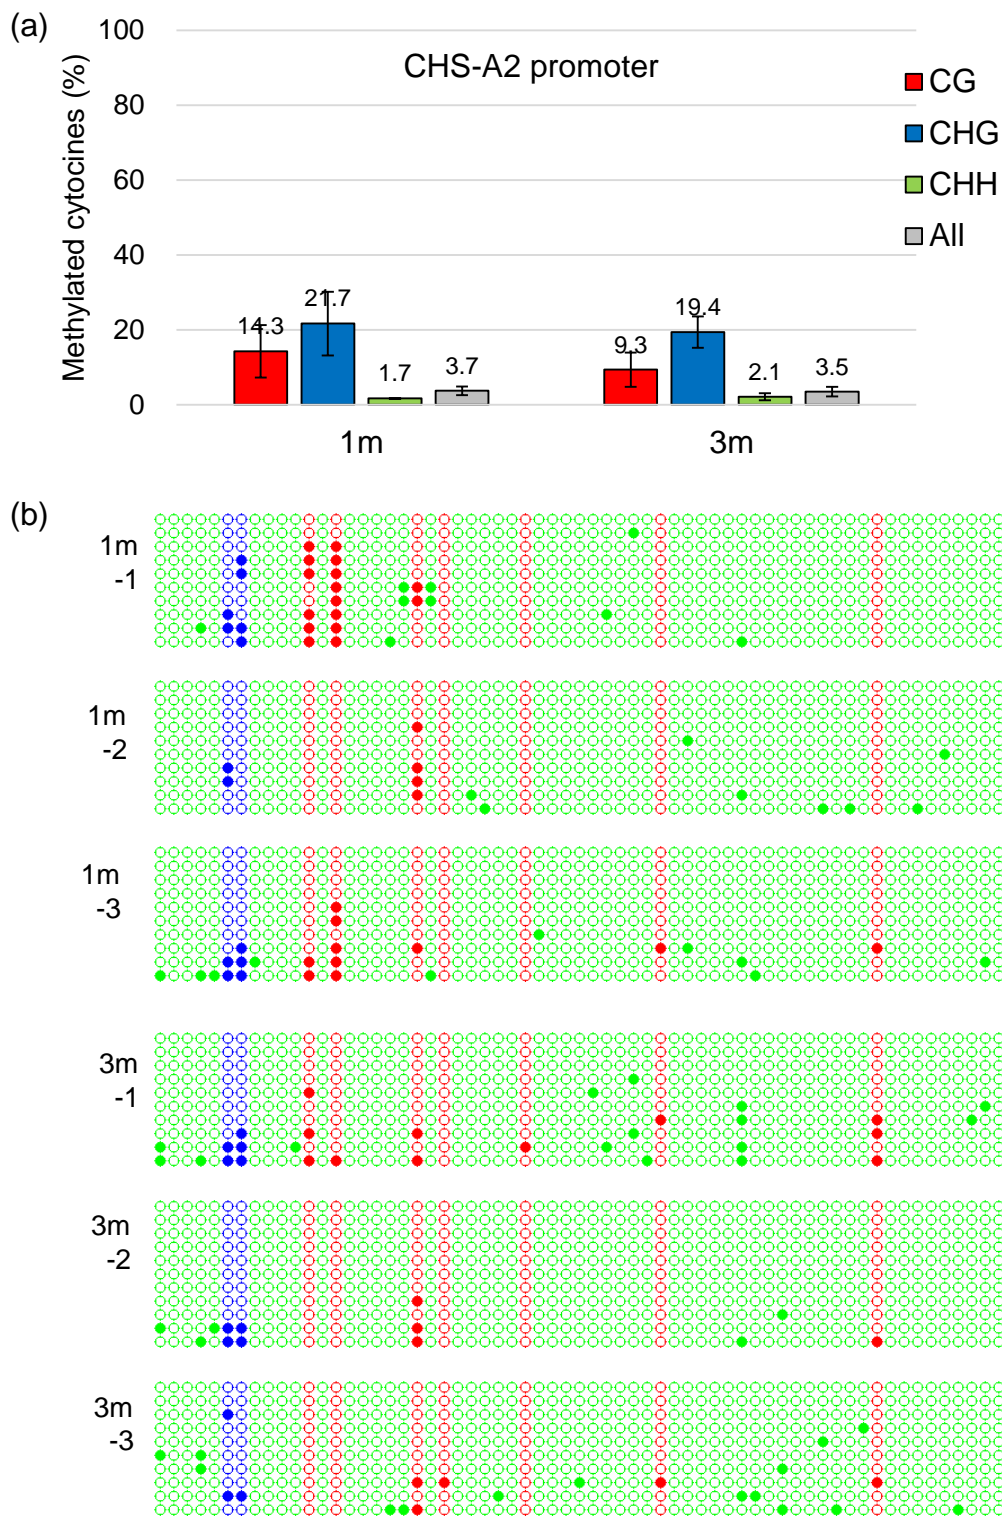 (a)
CHS-A2 promoter
Methylated cytocines (%)
100
80
60
40
20
0
14.3
21.7
1.7
3.7
9.3
19.4
2.1
3.5
1m
3m
CG
CHG
CHH
All
(b)
1m
-1
1m
-2
1m
-3
3m
-1
3m
-2
3m
-3